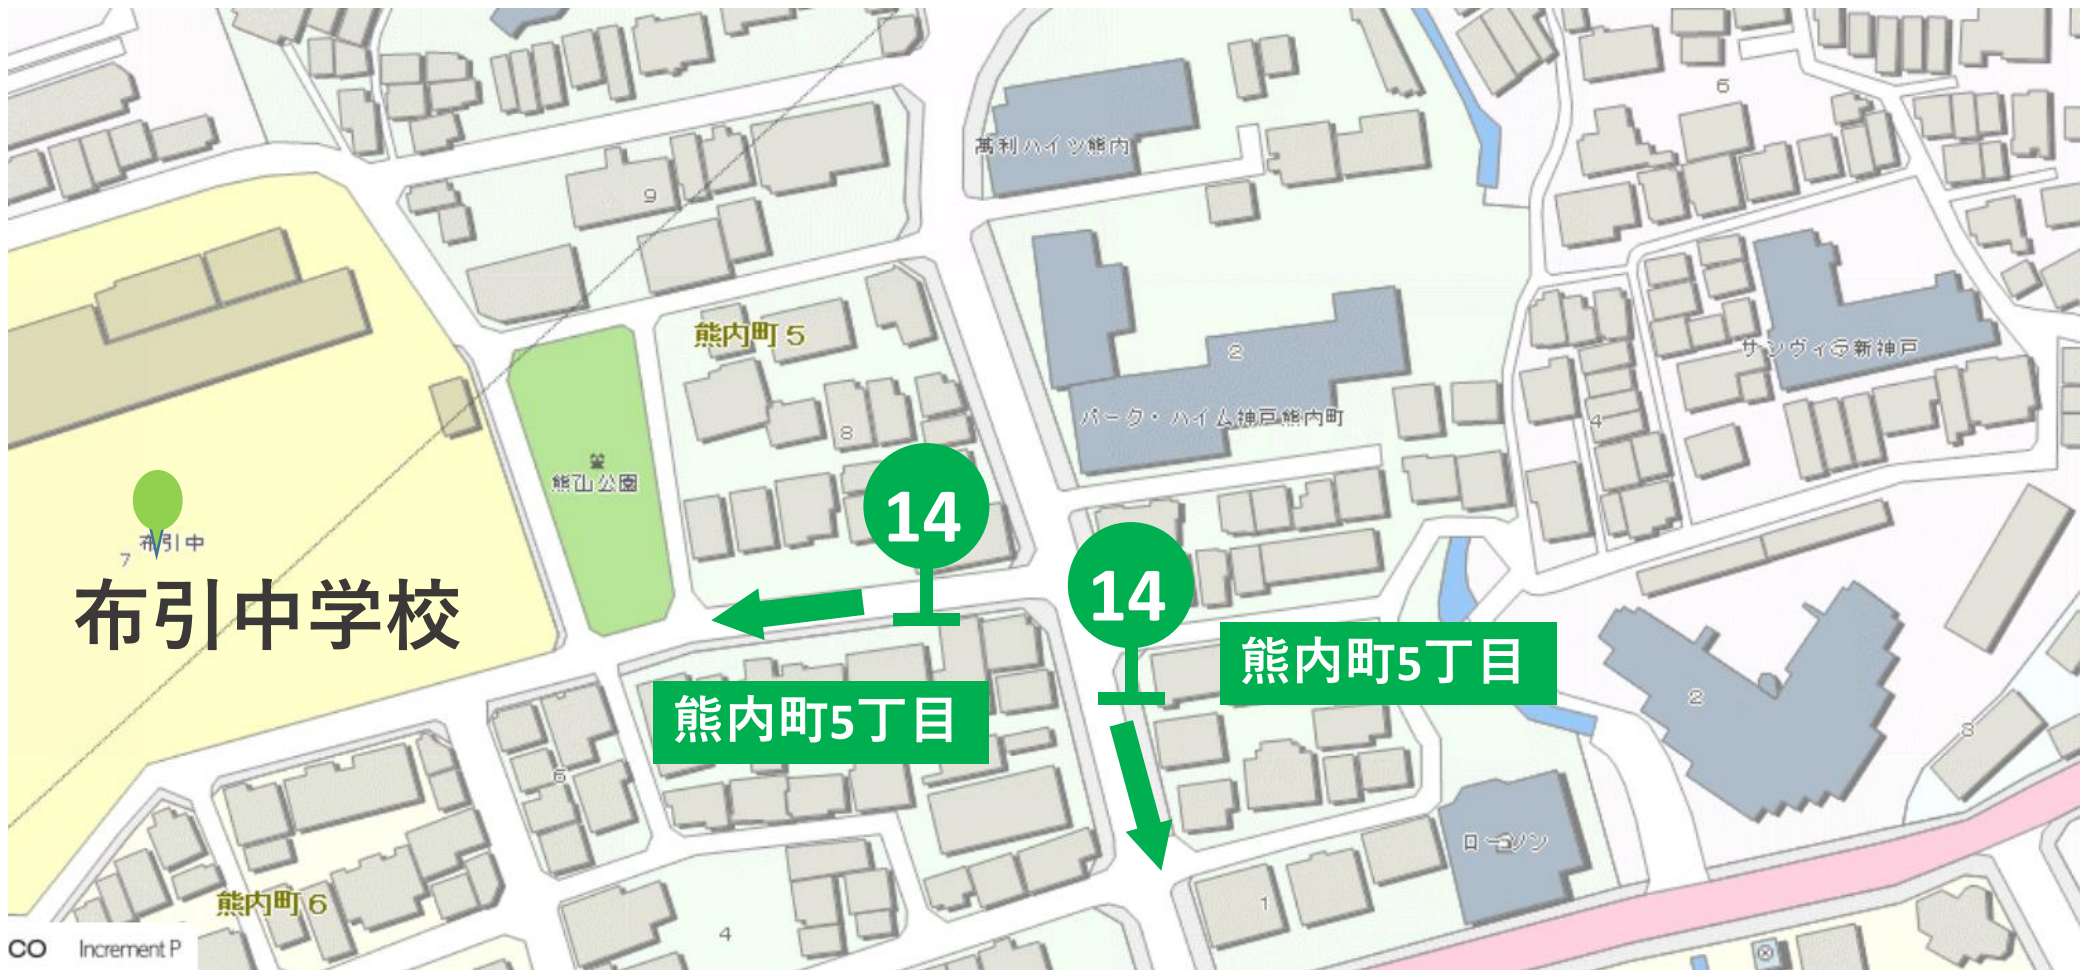 6
萬利ハイツ熊内
9
熊内町 5
2
サンヴィラ新神戸
パーク・ハイム神戸熊内町
4
8
熊山公園
14
布引中
7
布引中学校
14
熊内町5丁目
熊内町5丁目
2
3
6
ローソン
熊内町 6
1
4
CO Increment P